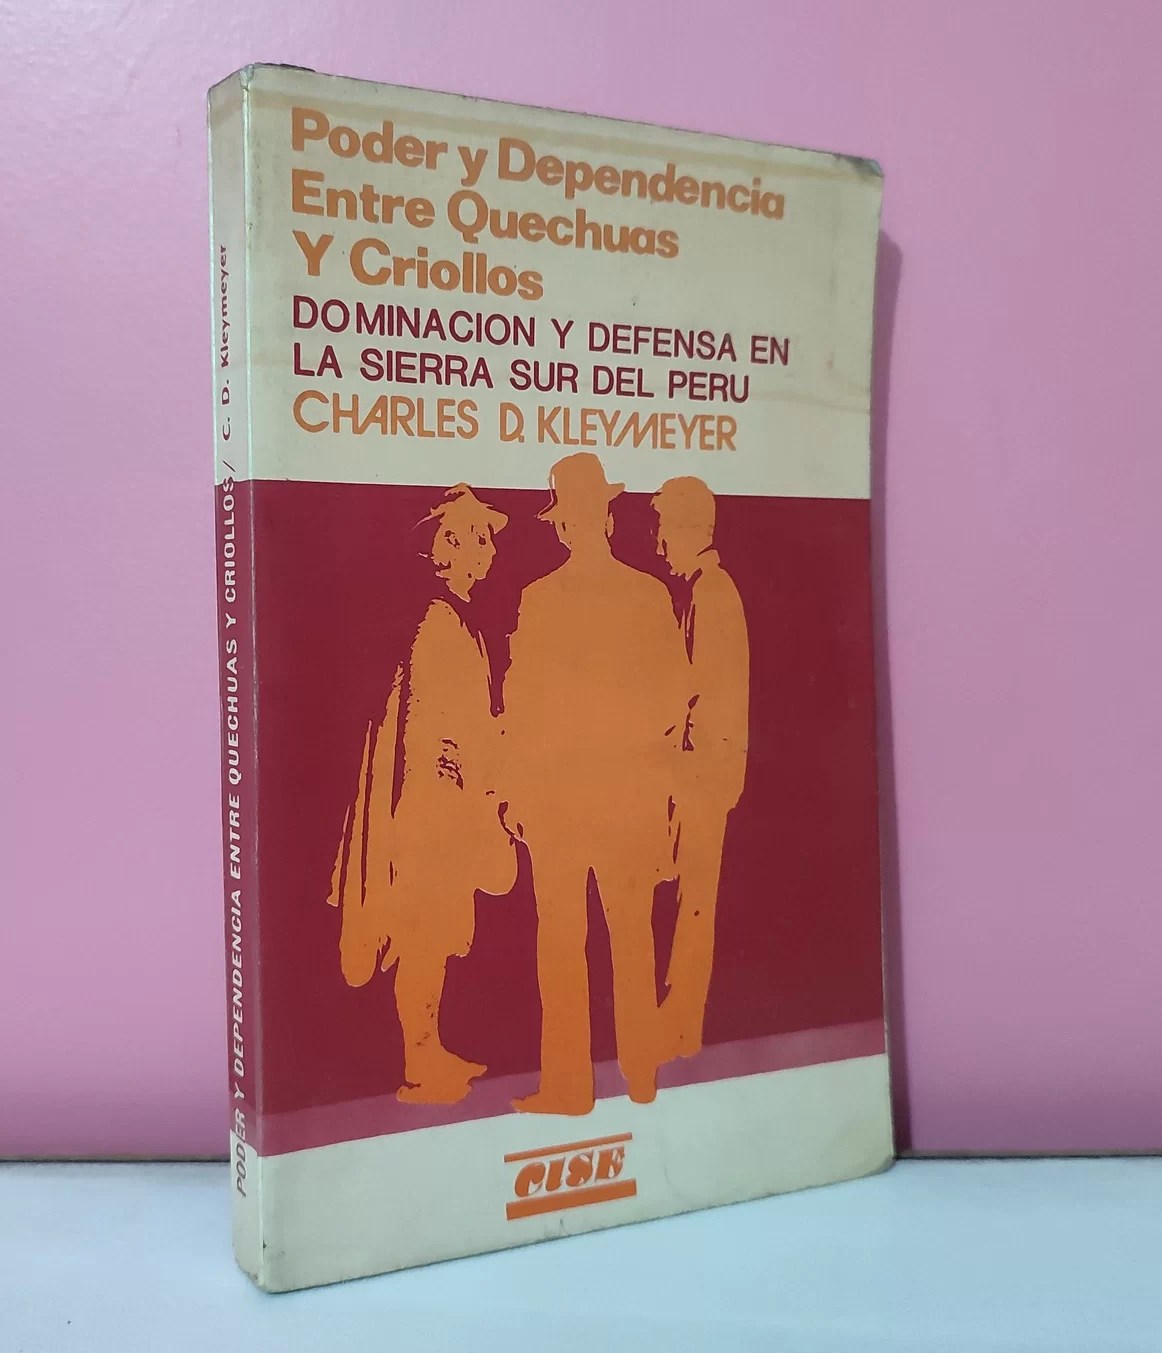 Poder y Dependencia
Entre Quechuas
Y Criollos
DOMINACION Y DEFENSA EN
LA SIERRA SUR DEL PERU
CHARLES D. KLEYMEYER
CISE
PODER Y DEPENDENCIA ENTRE QUECHUAS Y CRIOLLOS/ C. D. Kleymeyer